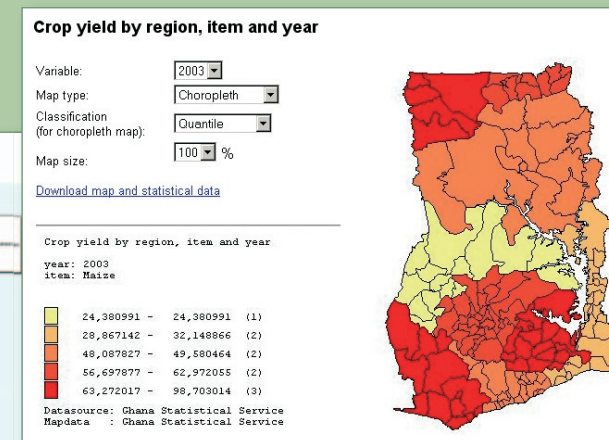 Crop yield by region, item and year
Variable: 2003
Map type: Choropleth
Classification
(for choropleth map): Quantile
Map size: 100 %
Download map and statistical data
Crop yield by region, item and year
year: 2003
item: Maize
24,380991 - 24,380991 (1)
28,867142 - 32,148866 (2)
48,087827 - 49,580464 (2)
56,697877 - 62,972055 (2)
63,272017 - 98,703014 (3)
Datasource: Ghana Statistical Service
Mapdata : Ghana Statistical Service